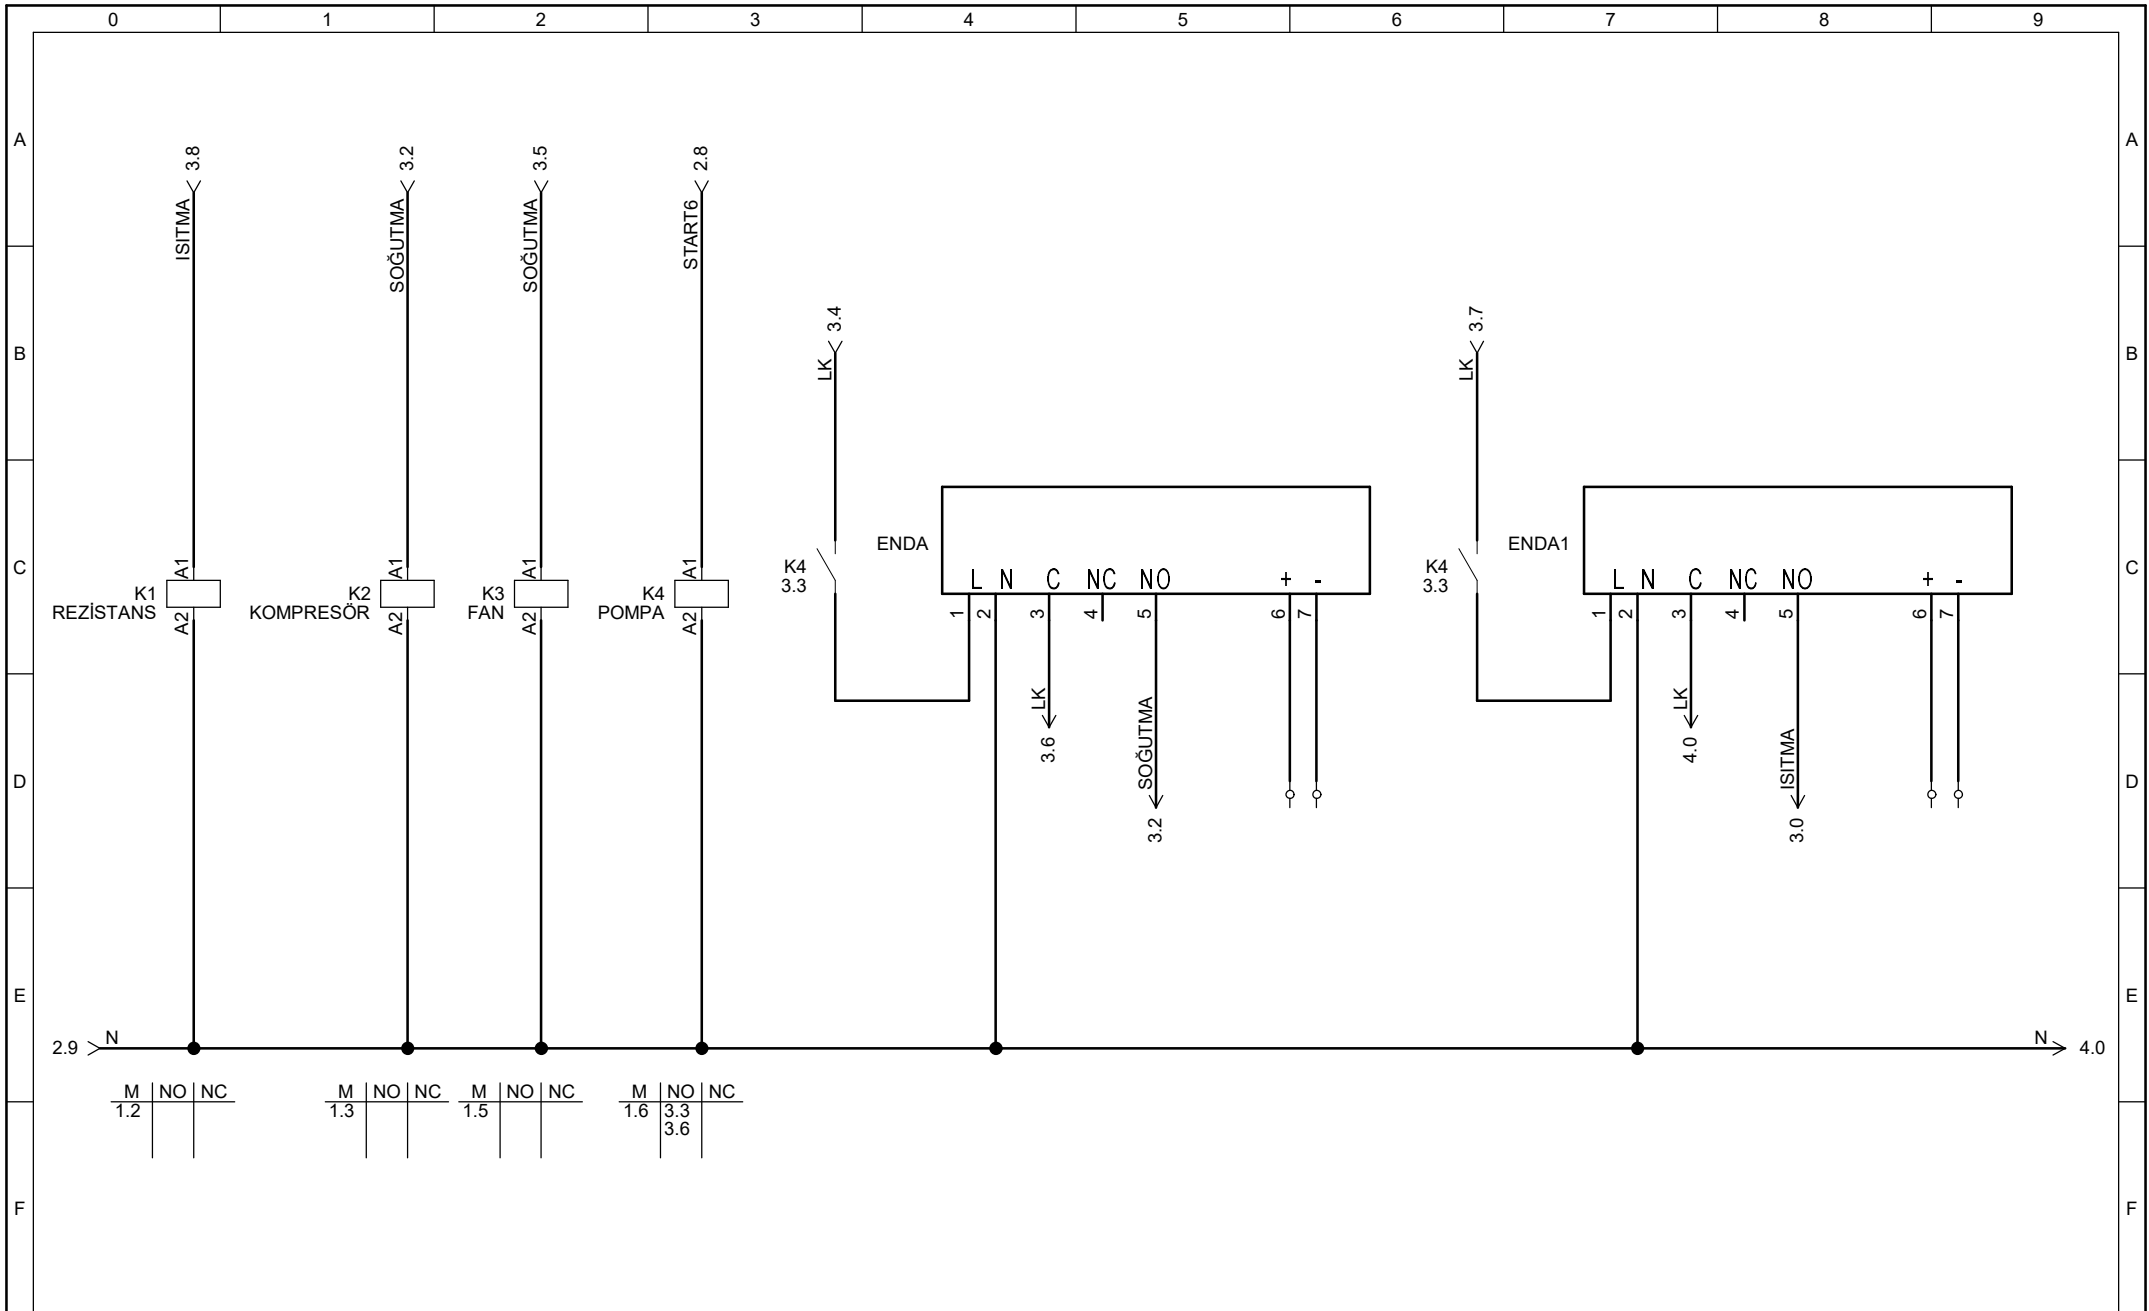 0 1 2 3 4 5 6 7 8 9
A A
3.8 3.2 3.5 2.8
ISITMA SOĞUTMA SOĞUTMA START6
3.4 3.7
B B
LK LK
ENDA ENDA1
C C
K4
3.3
K4
3.3
L N C NC NO + -
L N C NC NO + -
A1 A1 A1 A1
K1
REZİSTANS
K2
KOMPRESÖR
K3
FAN
K4
POMPA
A2 A2 A2 A2
1 2 3 4 5 6 7
1 2 3 4 5 6 7
LK SOĞUTMA LK ISITMA
3.6 4.0
D D
3.2 3.0
E E
2.9 N N 4.0
M NO NC
1.2
M NO NC
1.3
M NO NC
1.5
M NO NC
1.6 3.3
3.6
F F